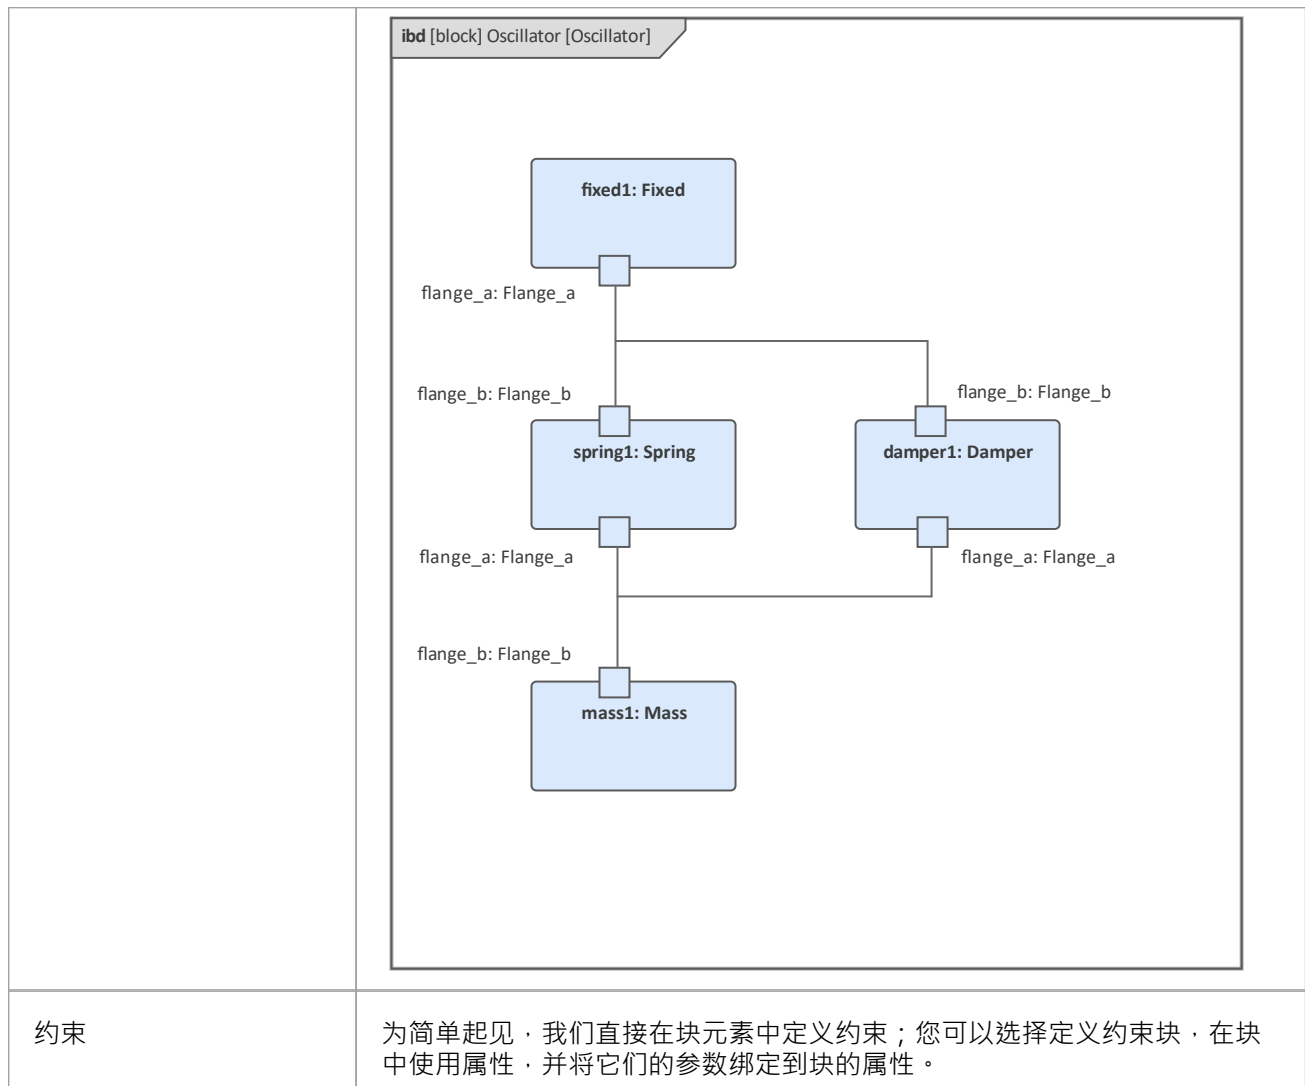 ibd [block] Oscillator [Oscillator]
fixed1: Fixed
flange_a: Flange_a
flange_b: Flange_b
flange_b: Flange_b
spring1: Spring
damper1: Damper
flange_a: Flange_a
flange_a: Flange_a
flange_b: Flange_b
mass1: Mass
约束
为简单起见，我们直接在块元素中定义约束；您可以选择定义约束块，在块
中使用属性，并将它们的参数绑定到块的属性。